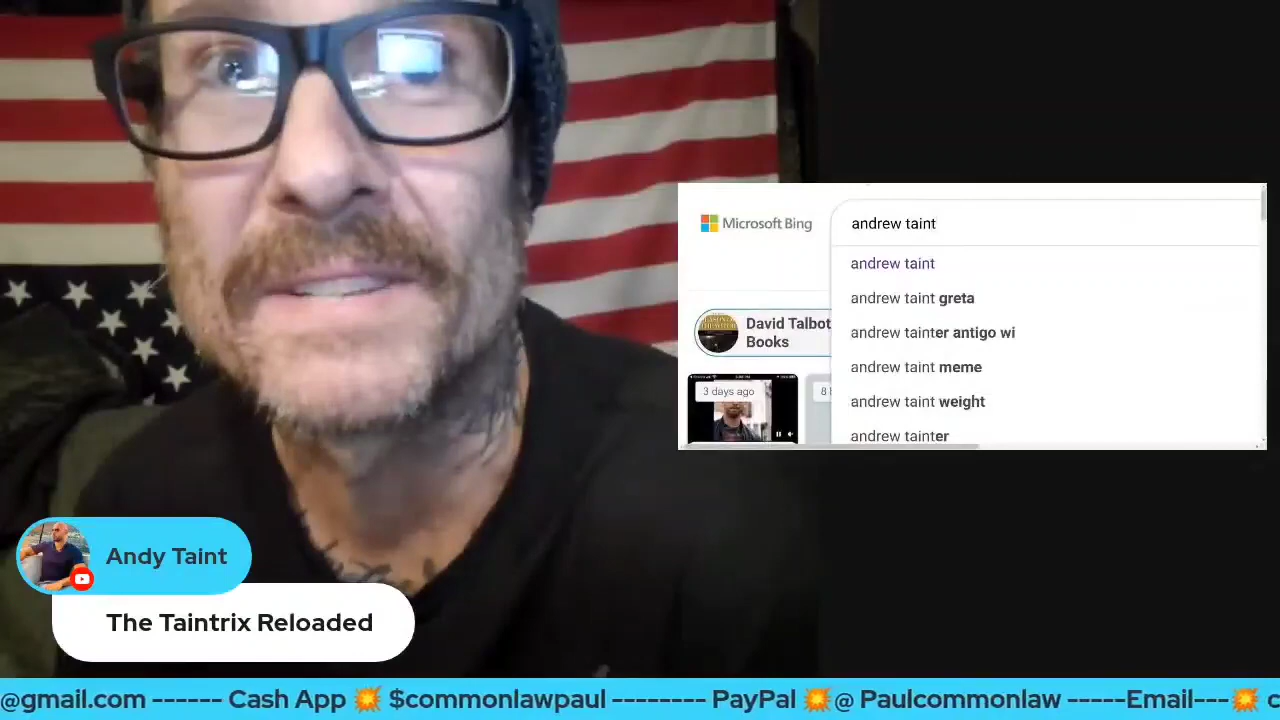 Microsoft Bing
andrew taint
andrew taint
andrew taint greta
andrew tainter antigo wi
andrew taint meme
andrew taint weight
andrew tainter
David Talbot
Books
3 days ago
8
Andy Taint
The Taintrix Reloaded
@gmail.com ------ Cash App 💥 $commonlawpaul -------- PayPal 💥@ Paulcommonlaw -----Email---💥